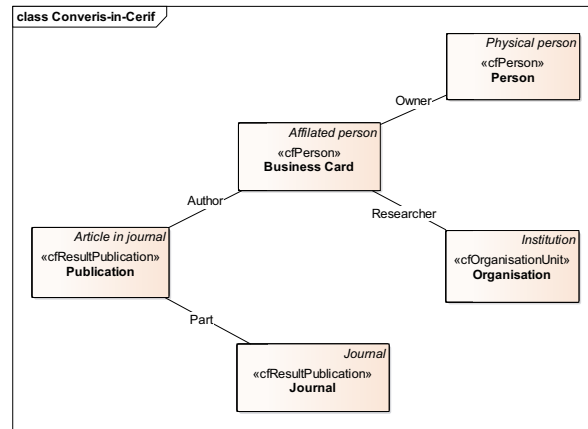 class Converis-in-Cerif
Physical person
«cfPerson»
Person
Owner
Affilated person
«cfPerson»
Business Card
Author
Researcher
Article in journal
«cfResultPublication»
Publication
Institution
«cfOrganisationUnit»
Organisation
Part
Journal
«cfResultPublication»
Journal